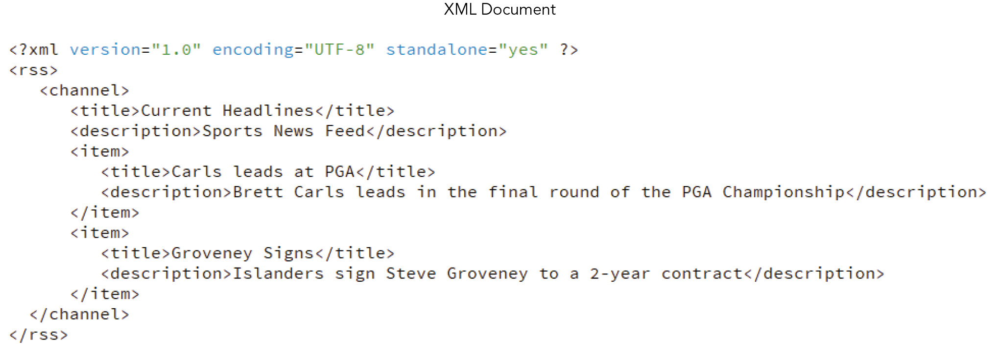 XML Document
<?xml version="1.0" encoding="UTF-8" standalone="yes" ?>
<rss>
   <channel>
      <title>Current Headlines</title>
      <description>Sports News Feed</description>
      <item>
         <title>Carls leads at PGA</title>
         <description>Brett Carls leads in the final round of the PGA Championship</description>
      </item>
      <item>
         <title>Groveney Signs</title>
         <description>Islanders sign Steve Groveney to a 2-year contract</description>
      </item>
  </channel>
</rss>